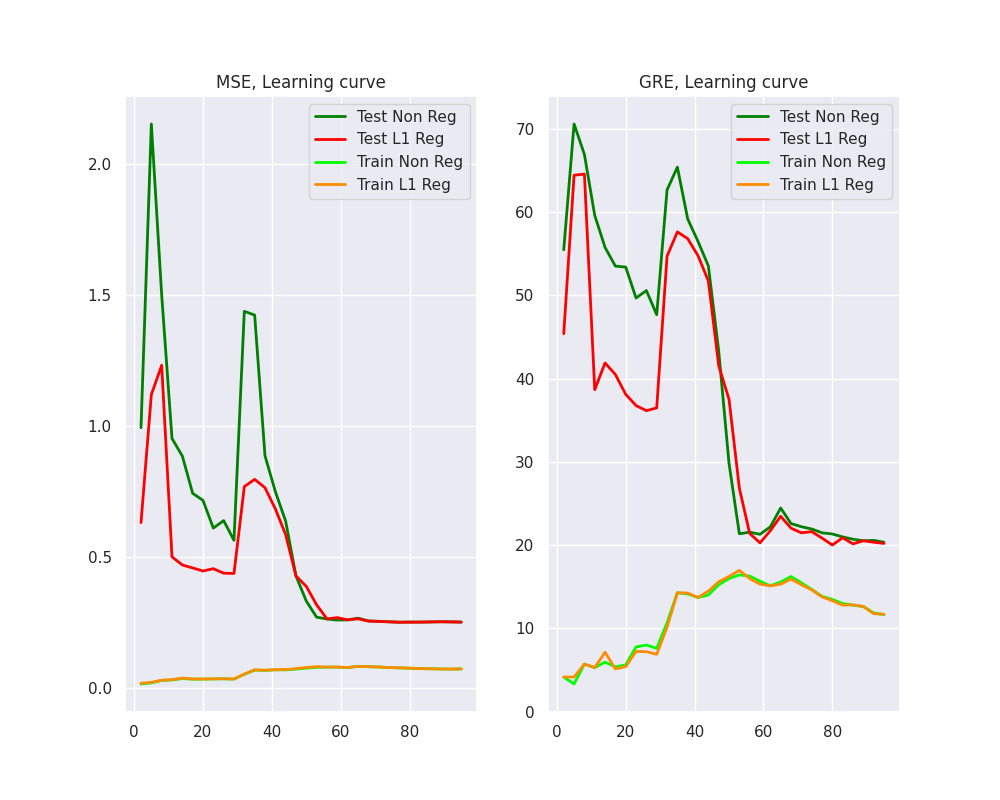 MSE, Learning curve
Test Non Reg
Test L1 Reg
Train Non Reg
Train L1 Reg
2.0
1.5
1.0
0.5
0.0
0 20 40 60 80
GRE, Learning curve
Test Non Reg
Test L1 Reg
Train Non Reg
Train L1 Reg
70
60
50
40
30
20
10
0
0 20 40 60 80